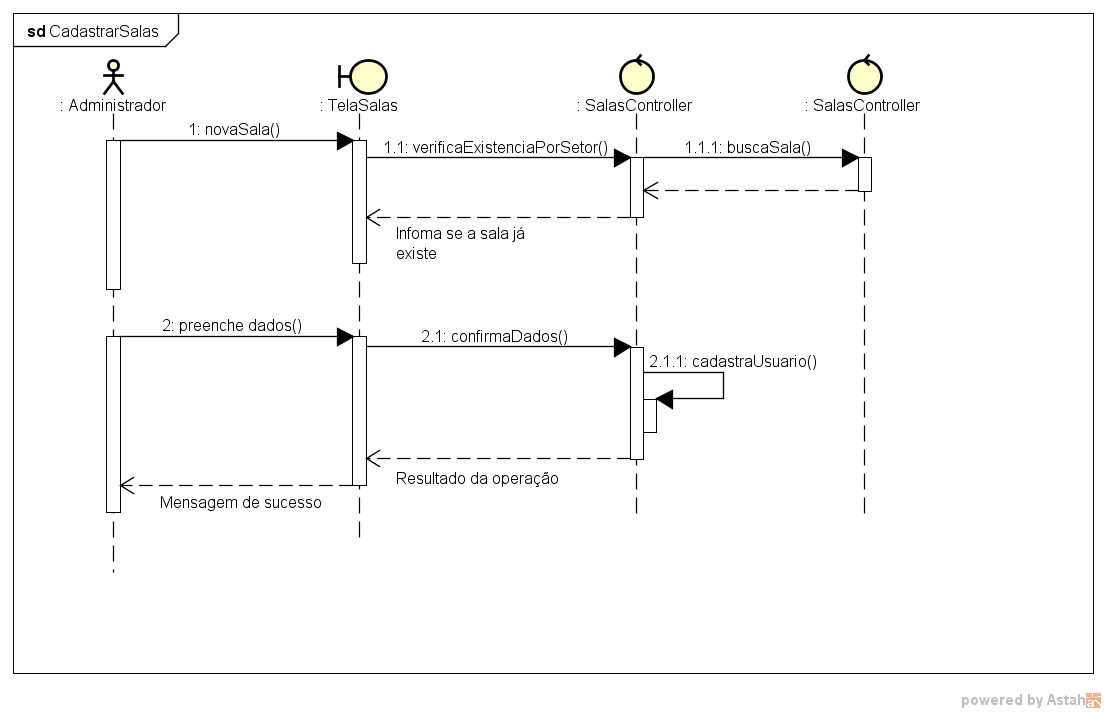 sd CadastrarSalas
: Administrador
: TelaSalas
: SalasController
: SalasController
1: novaSala()
1.1: verificaExistenciaPorSetor()
1.1.1: buscaSala()
Infoma se a sala já
existe
2: preenche dados()
2.1: confirmaDados()
2.1.1: cadastraUsuario()
Resultado da operação
Mensagem de sucesso
powered by Astah